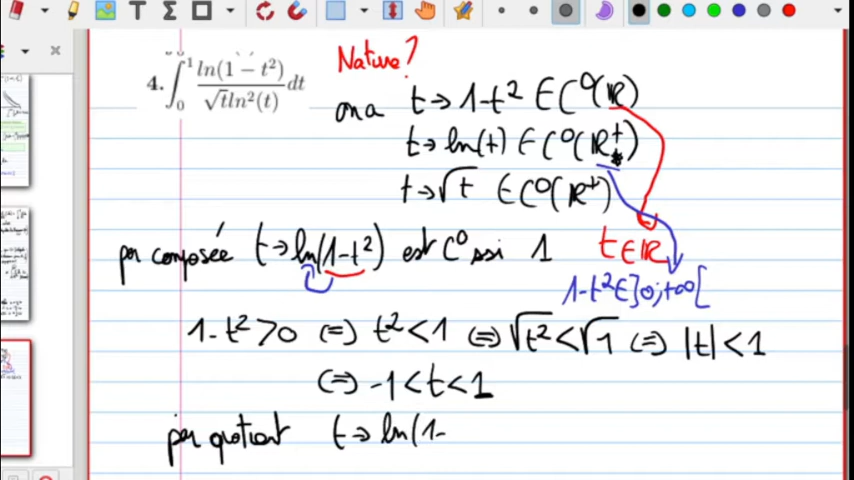 Nature?
4. ∫₀¹ ln(1 − t²) / √t ln²(t) dt
on a t → 1-t² ∈ C⁰(ℝ)
t → ln(t) ∈ C⁰(ℝ⁺*)
t → √t ∈ C⁰(ℝ⁺)
par composée t → ln(1-t²) est C⁰ ssi 1 t ∈ ℝ
1-t² ∈ ]0;+∞[
1-t² > 0 ⇔ t² < 1 ⇔ √t² < √1 ⇔ |t| < 1
⇔ -1 < t < 1
par quotient t → ln(1-